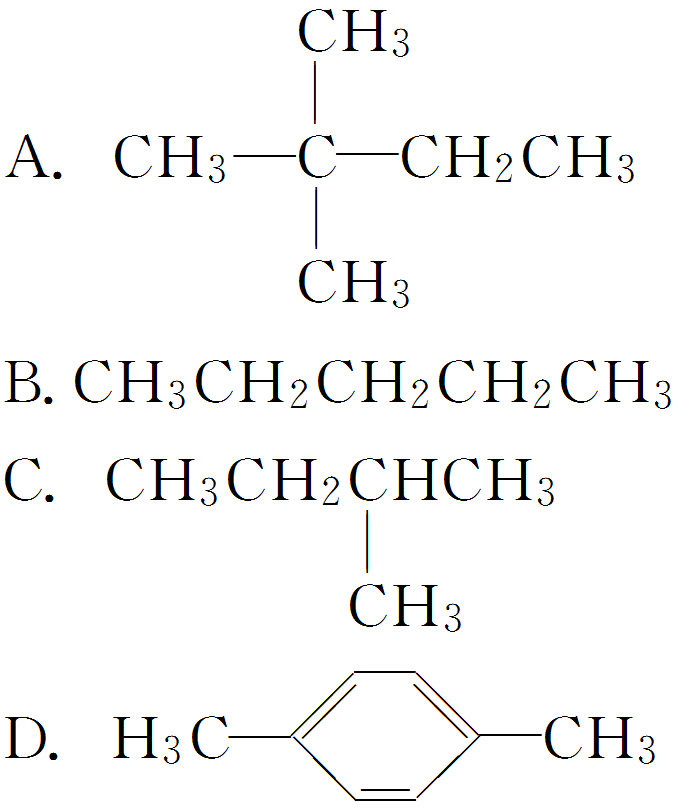 CH₃
A. CH₃—C—CH₂CH₃
CH₃
B. CH₃CH₂CH₂CH₂CH₃
C. CH₃CH₂CHCH₃
CH₃
D. H₃C CH₃